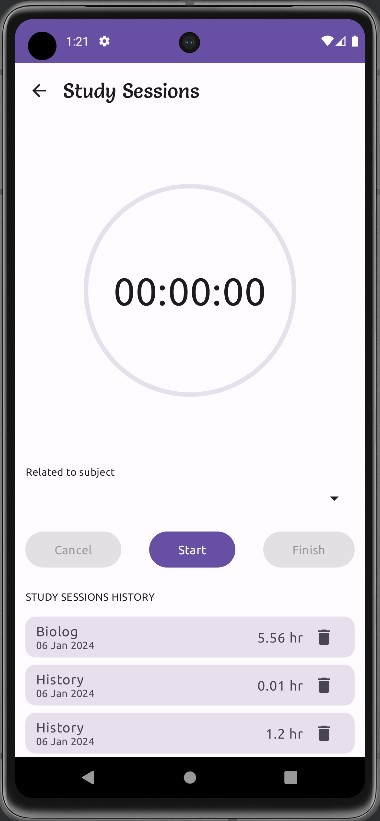 1:21
Study Sessions
00:00:00
Related to subject
Cancel Start Finish
STUDY SESSIONS HISTORY
Biolog
5.56 hr
06 Jan 2024
History
0.01 hr
06 Jan 2024
History
1.2 hr
06 Jan 2024